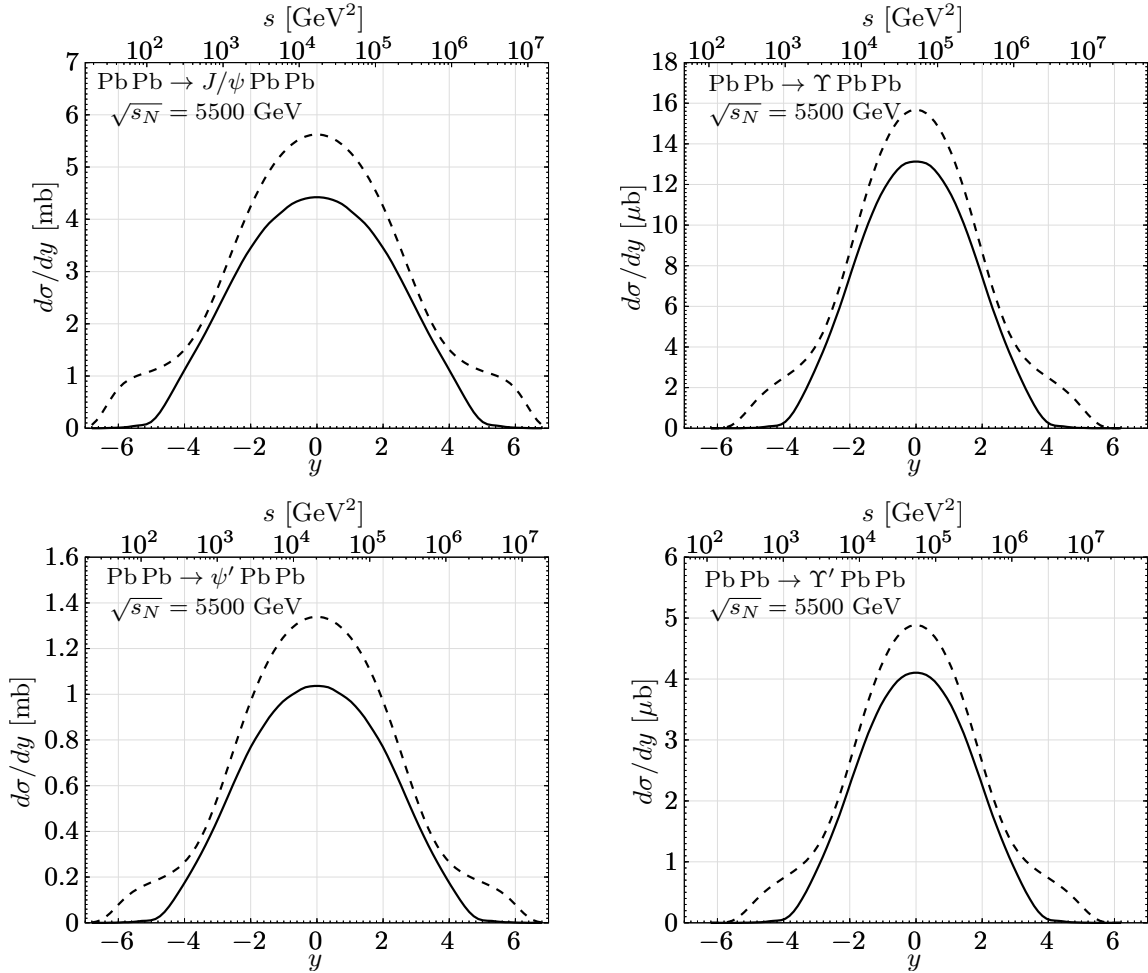 s [GeV²]
10² 10³ 10⁴ 10⁵ 10⁶ 10⁷
Pb Pb → J/ψ Pb Pb
√s_N = 5500 GeV
dσ/dy [mb]
7
6
5
4
3
2
1
0
−6 −4 −2 0 2 4 6
y
s [GeV²]
10² 10³ 10⁴ 10⁵ 10⁶ 10⁷
Pb Pb → ϒ Pb Pb
√s_N = 5500 GeV
dσ/dy [μb]
18
16
14
12
10
8
6
4
2
0
−6 −4 −2 0 2 4 6
y
s [GeV²]
10² 10³ 10⁴ 10⁵ 10⁶ 10⁷
Pb Pb → ψ′ Pb Pb
√s_N = 5500 GeV
dσ/dy [mb]
1.6
1.4
1.2
1
0.8
0.6
0.4
0.2
0
−6 −4 −2 0 2 4 6
y
s [GeV²]
10² 10³ 10⁴ 10⁵ 10⁶ 10⁷
Pb Pb → ϒ′ Pb Pb
√s_N = 5500 GeV
dσ/dy [μb]
6
5
4
3
2
1
0
−6 −4 −2 0 2 4 6
y